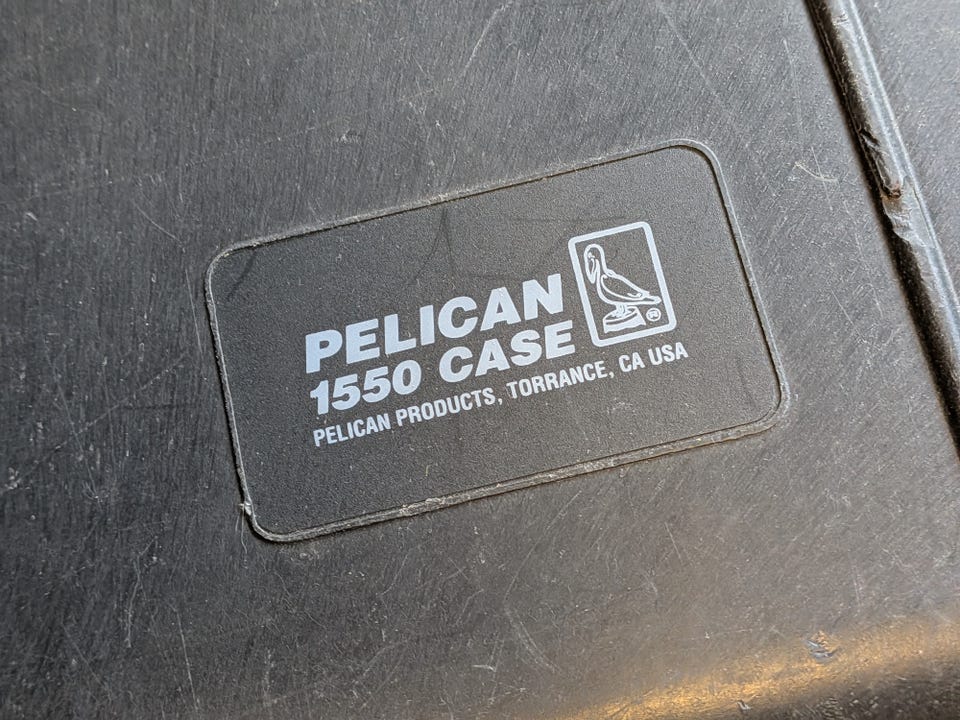 PELICAN
1550 CASE
PELICAN PRODUCTS, TORRANCE, CA USA